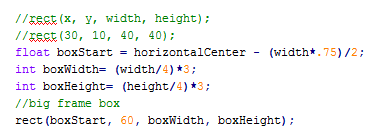 //rect(x, y, width, height);
//rect(30, 10, 40, 40);
float boxStart = horizontalCenter - (width*.75)/2;
int boxWidth= (width/4)*3;
int boxHeight= (height/4)*3;
//big frame box
rect(boxStart, 60, boxWidth, boxHeight);